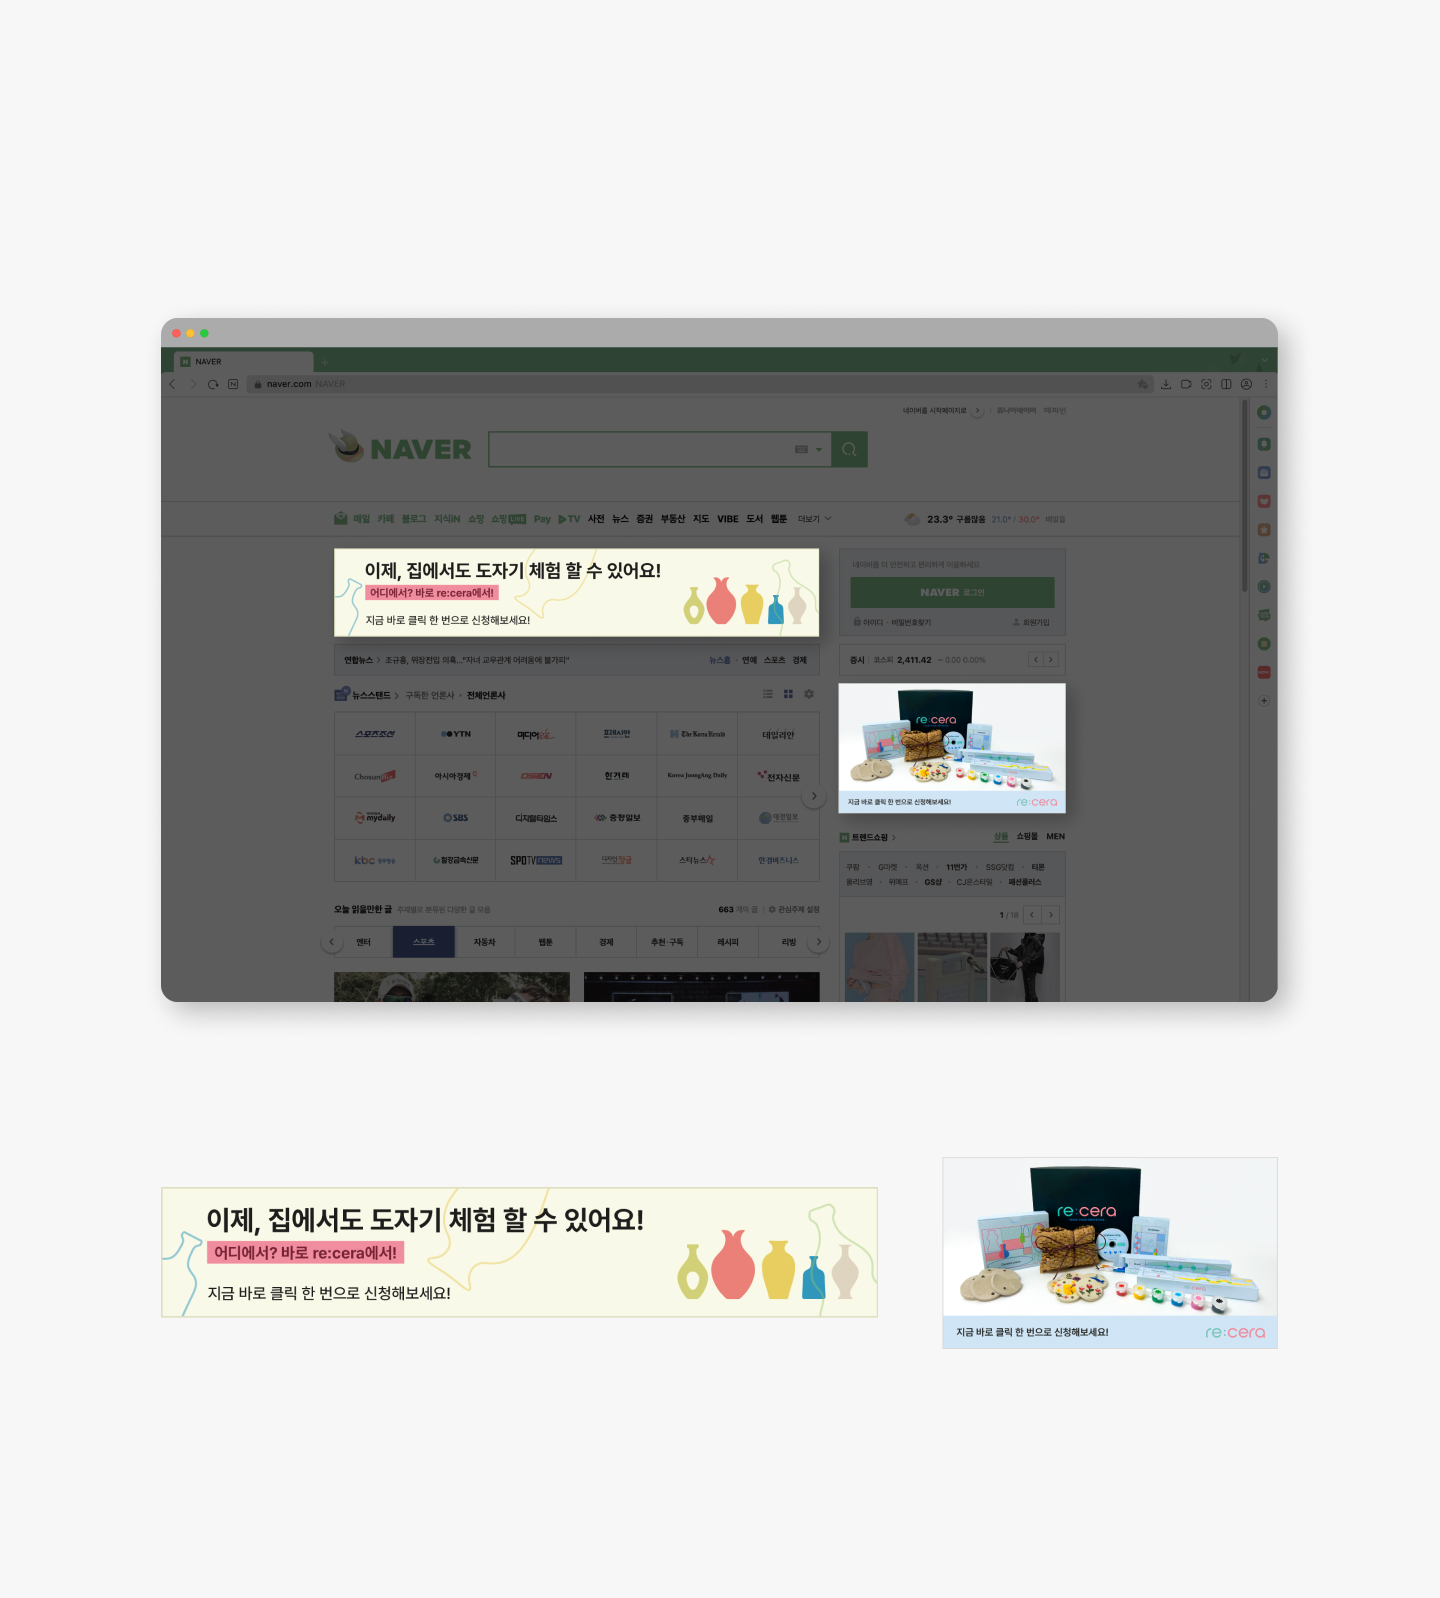 NAVER
naver.com NAVER
네이버를 시작페이지로
NAVER
메일 카페 블로그 지식iN 쇼핑 쇼핑LIVE Pay TV 사전 뉴스 증권 부동산 지도 VIBE 도서 웹툰 더보기
23.3° 구름많음 21.0° / 30.0°
이제, 집에서도 도자기 체험 할 수 있어요!
어디에서? 바로 re:cera에서!
지금 바로 클릭 한 번으로 신청해보세요!
네이버를 더 안전하고 편리하게 이용하세요
NAVER 로그인
아이디 · 비밀번호찾기 회원가입
연합뉴스 > 조규홍, 위장전입 의혹..."자녀 교우관계 어려움에 불가피"
뉴스홈 · 연예 스포츠 경제
증시 코스피 2,411.42 – 0.00 0.00%
뉴스스탠드 > 구독한 언론사 · 전체언론사
스포츠조선 YTN 미디어오늘 프레시안 The Korea Herald 데일리안
ChosunBiz 아시아경제 OSEN 한겨레 Korea JoongAng Daily 전자신문
mydaily SBS 디지털타임스 중앙일보 중부매일 매경일보
kbc 철강금속신문 SPOTV NEWS 스타뉴스 한경비즈니스
re:cera
지금 바로 클릭 한 번으로 신청해보세요!
re:cera
트렌드쇼핑 > 상품 쇼핑몰 MEN
쿠팡 · G마켓 · 옥션 · 11번가 · SSG닷컴 · 티몬
올리브영 · 위메프 · GS샵 · CJ온스타일 · 패션플러스
1 / 18
오늘 읽을만한 글 주제별로 분류된 다양한 글 모음
663 개의 글 관심주제 설정
엔터 스포츠 자동차 웹툰 경제 추천·구독 레시피 리빙
이제, 집에서도 도자기 체험 할 수 있어요!
어디에서? 바로 re:cera에서!
지금 바로 클릭 한 번으로 신청해보세요!
re:cera
지금 바로 클릭 한 번으로 신청해보세요!
re:cera